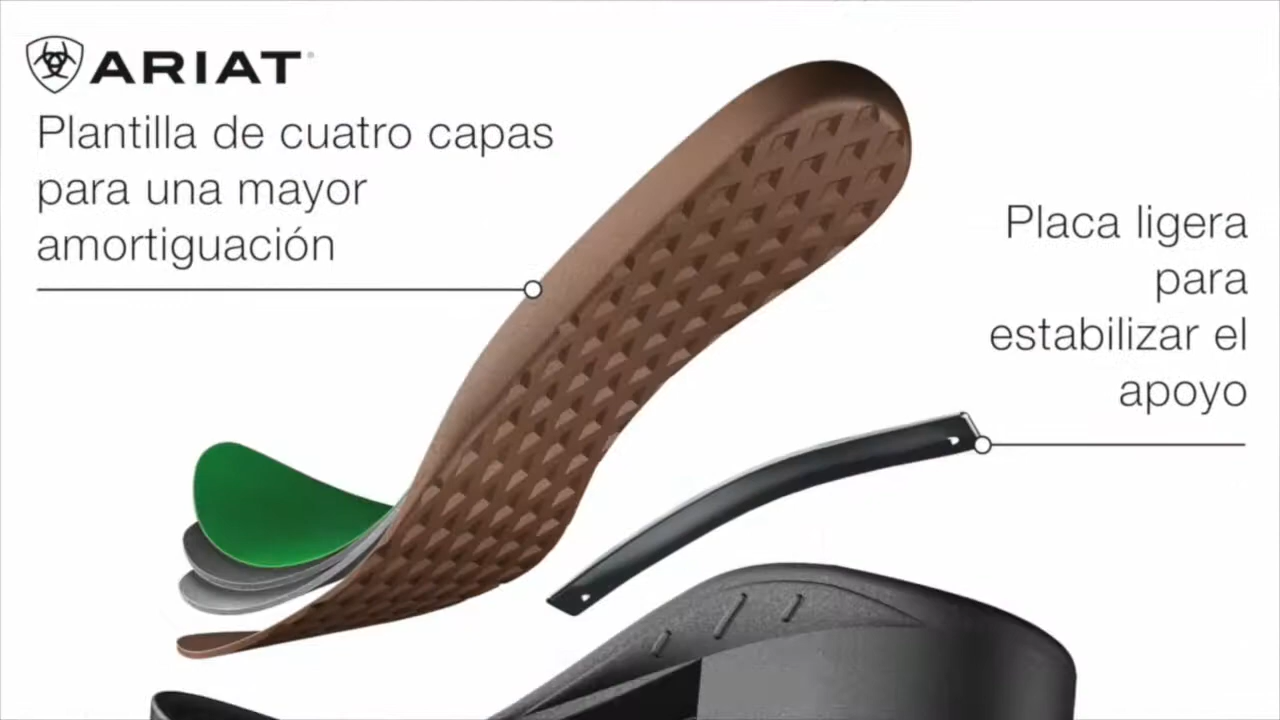 ARIAT
Plantilla de cuatro capas
para una mayor
amortiguación
Placa ligera
para
estabilizar el
apoyo